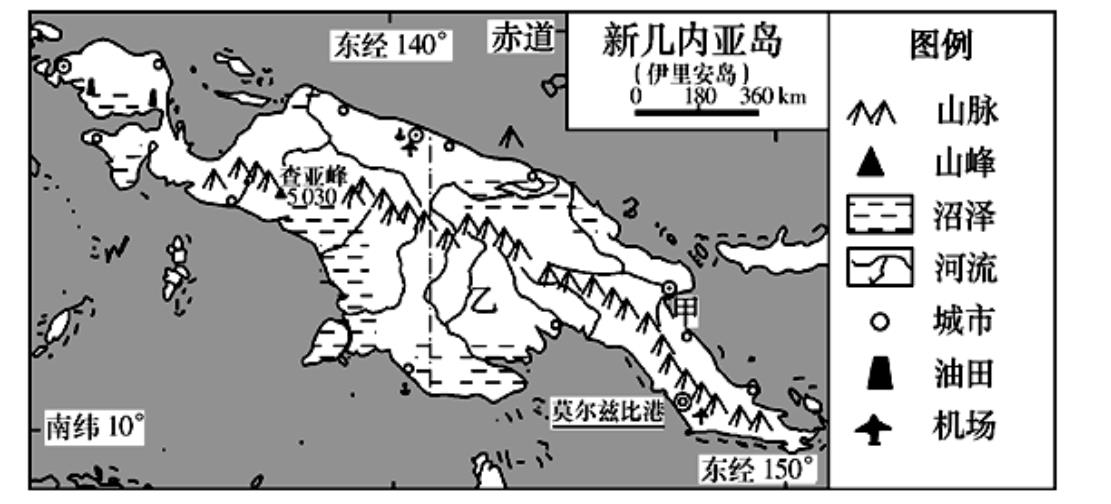 东经 140°
赤道
新几内亚岛
(伊里安岛)
0 180 360 km
查亚峰
5 030
甲
乙
莫尔兹比港
南纬 10°
东经 150°
图例
山脉
山峰
沼泽
河流
城市
油田
机场